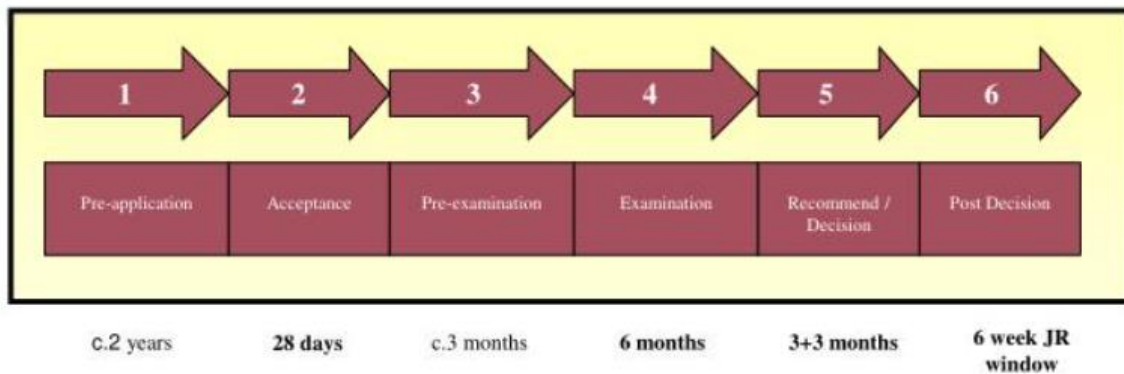 1 2 3 4 5 6
Pre-application Acceptance Pre-examination Examination Recommend / Post Decision
Decision
c.2 years 28 days c.3 months 6 months 3+3 months 6 week JR
window